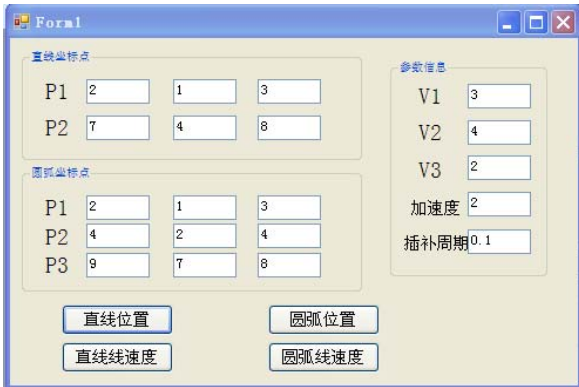 Form1
直线坐标点
P1 2 1 3
P2 7 4 8
圆弧坐标点
P1 2 1 3
P2 4 2 4
P3 9 7 8
参数信息
V1 3
V2 4
V3 2
加速度 2
插补周期 0.1
直线位置 圆弧位置
直线线速度 圆弧线速度